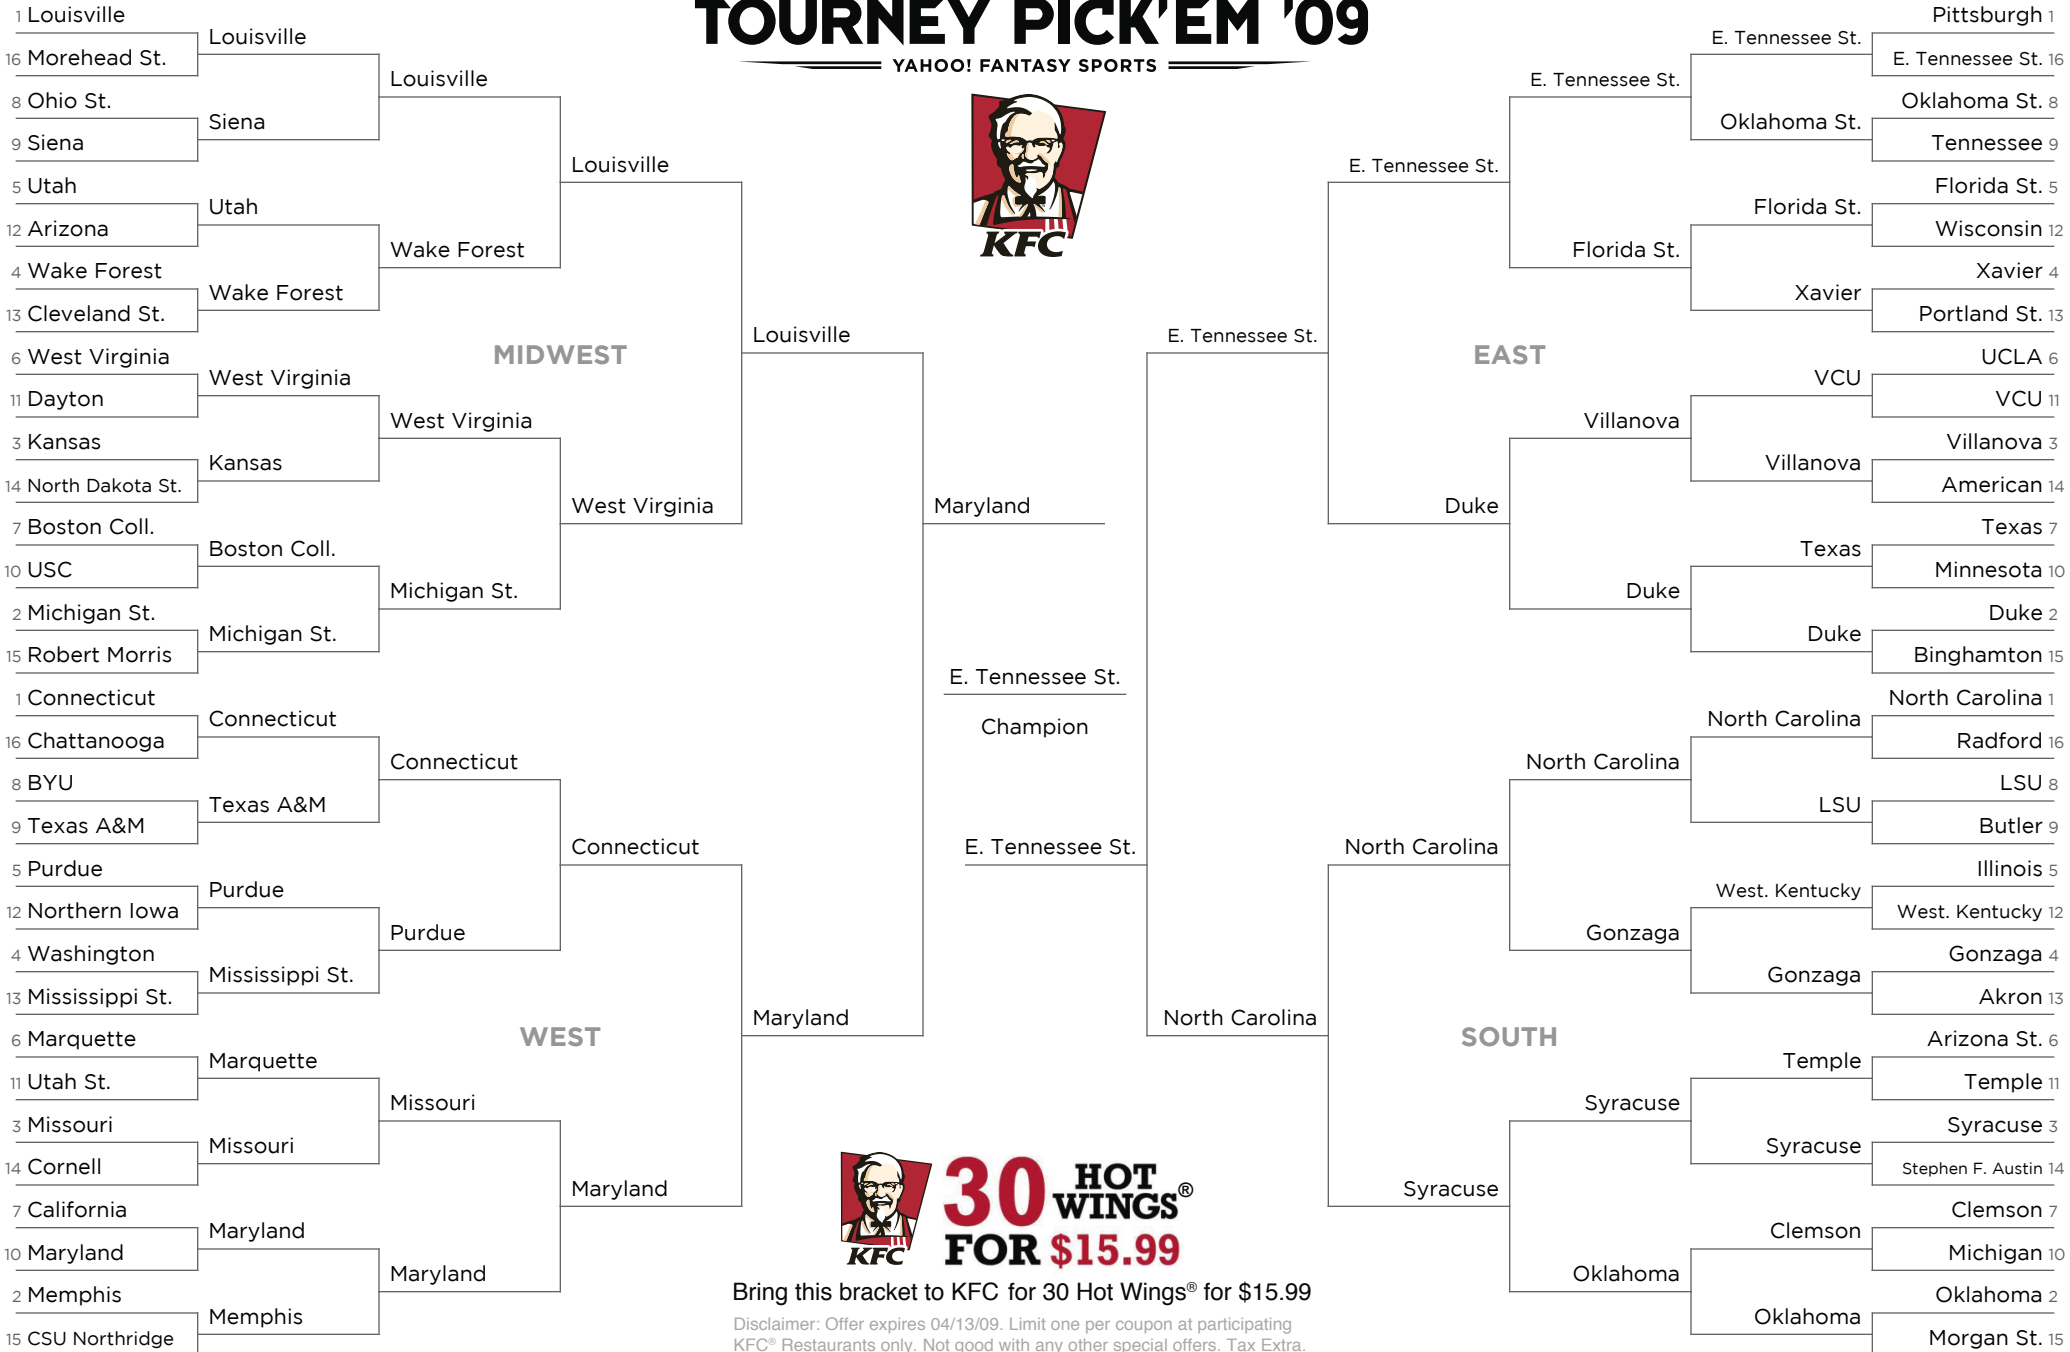 TOURNEY PICK'EM '09
YAHOO! FANTASY SPORTS
KFC
1 Louisville
16 Morehead St.
8 Ohio St.
9 Siena
5 Utah
12 Arizona
4 Wake Forest
13 Cleveland St.
6 West Virginia
11 Dayton
3 Kansas
14 North Dakota St.
7 Boston Coll.
10 USC
2 Michigan St.
15 Robert Morris
1 Connecticut
16 Chattanooga
8 BYU
9 Texas A&M
5 Purdue
12 Northern Iowa
4 Washington
13 Mississippi St.
6 Marquette
11 Utah St.
3 Missouri
14 Cornell
7 California
10 Maryland
2 Memphis
15 CSU Northridge
Louisville
Siena
Utah
Wake Forest
West Virginia
Kansas
Boston Coll.
Michigan St.
Connecticut
Texas A&M
Purdue
Mississippi St.
Marquette
Missouri
Maryland
Memphis
Louisville
Wake Forest
West Virginia
Michigan St.
Connecticut
Purdue
Missouri
Maryland
Louisville
West Virginia
Connecticut
Maryland
MIDWEST
WEST
Louisville
Maryland
Maryland
E. Tennessee St.
Champion
E. Tennessee St.
E. Tennessee St.
North Carolina
EAST
SOUTH
E. Tennessee St.
Duke
North Carolina
Syracuse
E. Tennessee St.
Florida St.
Villanova
Duke
North Carolina
Gonzaga
Syracuse
Oklahoma
E. Tennessee St.
Oklahoma St.
Florida St.
Xavier
VCU
Villanova
Texas
Duke
North Carolina
LSU
West. Kentucky
Gonzaga
Temple
Syracuse
Clemson
Oklahoma
Pittsburgh 1
E. Tennessee St. 16
Oklahoma St. 8
Tennessee 9
Florida St. 5
Wisconsin 12
Xavier 4
Portland St. 13
UCLA 6
VCU 11
Villanova 3
American 14
Texas 7
Minnesota 10
Duke 2
Binghamton 15
North Carolina 1
Radford 16
LSU 8
Butler 9
Illinois 5
West. Kentucky 12
Gonzaga 4
Akron 13
Arizona St. 6
Temple 11
Syracuse 3
Stephen F. Austin 14
Clemson 7
Michigan 10
Oklahoma 2
Morgan St. 15
KFC
30 HOT WINGS®
FOR $15.99
Bring this bracket to KFC for 30 Hot Wings® for $15.99
Disclaimer: Offer expires 04/13/09. Limit one per coupon at participating
KFC® Restaurants only. Not good with any other special offers. Tax Extra.